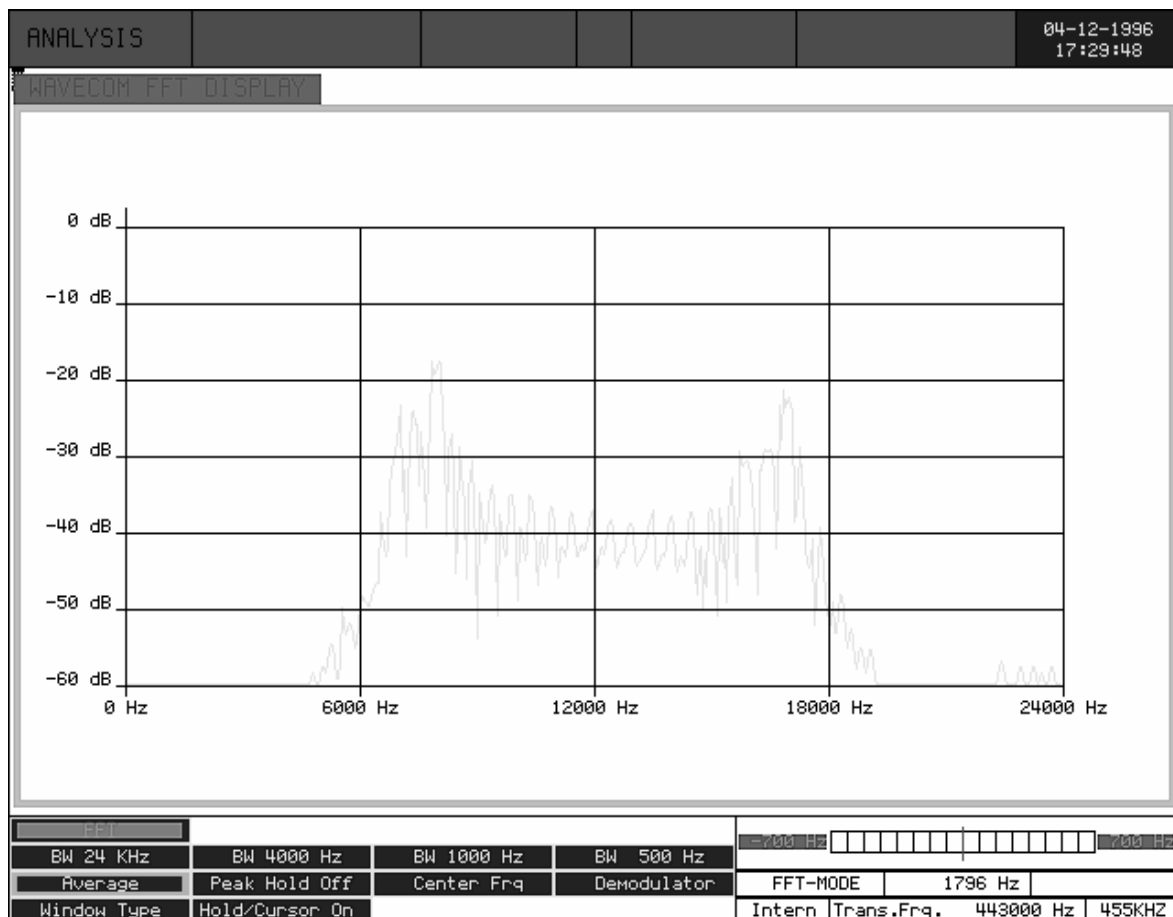 ANALYSIS
04-12-1996
17:29:48
WAVECOM FFT DISPLAY
0 dB
-10 dB
-20 dB
-30 dB
-40 dB
-50 dB
-60 dB
0 Hz 6000 Hz 12000 Hz 18000 Hz 24000 Hz
FFT
-700 Hz 700 Hz
BW 24 KHz BW 4000 Hz BW 1000 Hz BW 500 Hz
Average Peak Hold Off Center Frq Demodulator FFT-MODE 1796 Hz
Window Type Hold/Cursor On Intern Trans.Frq. 443000 Hz 455KHZ